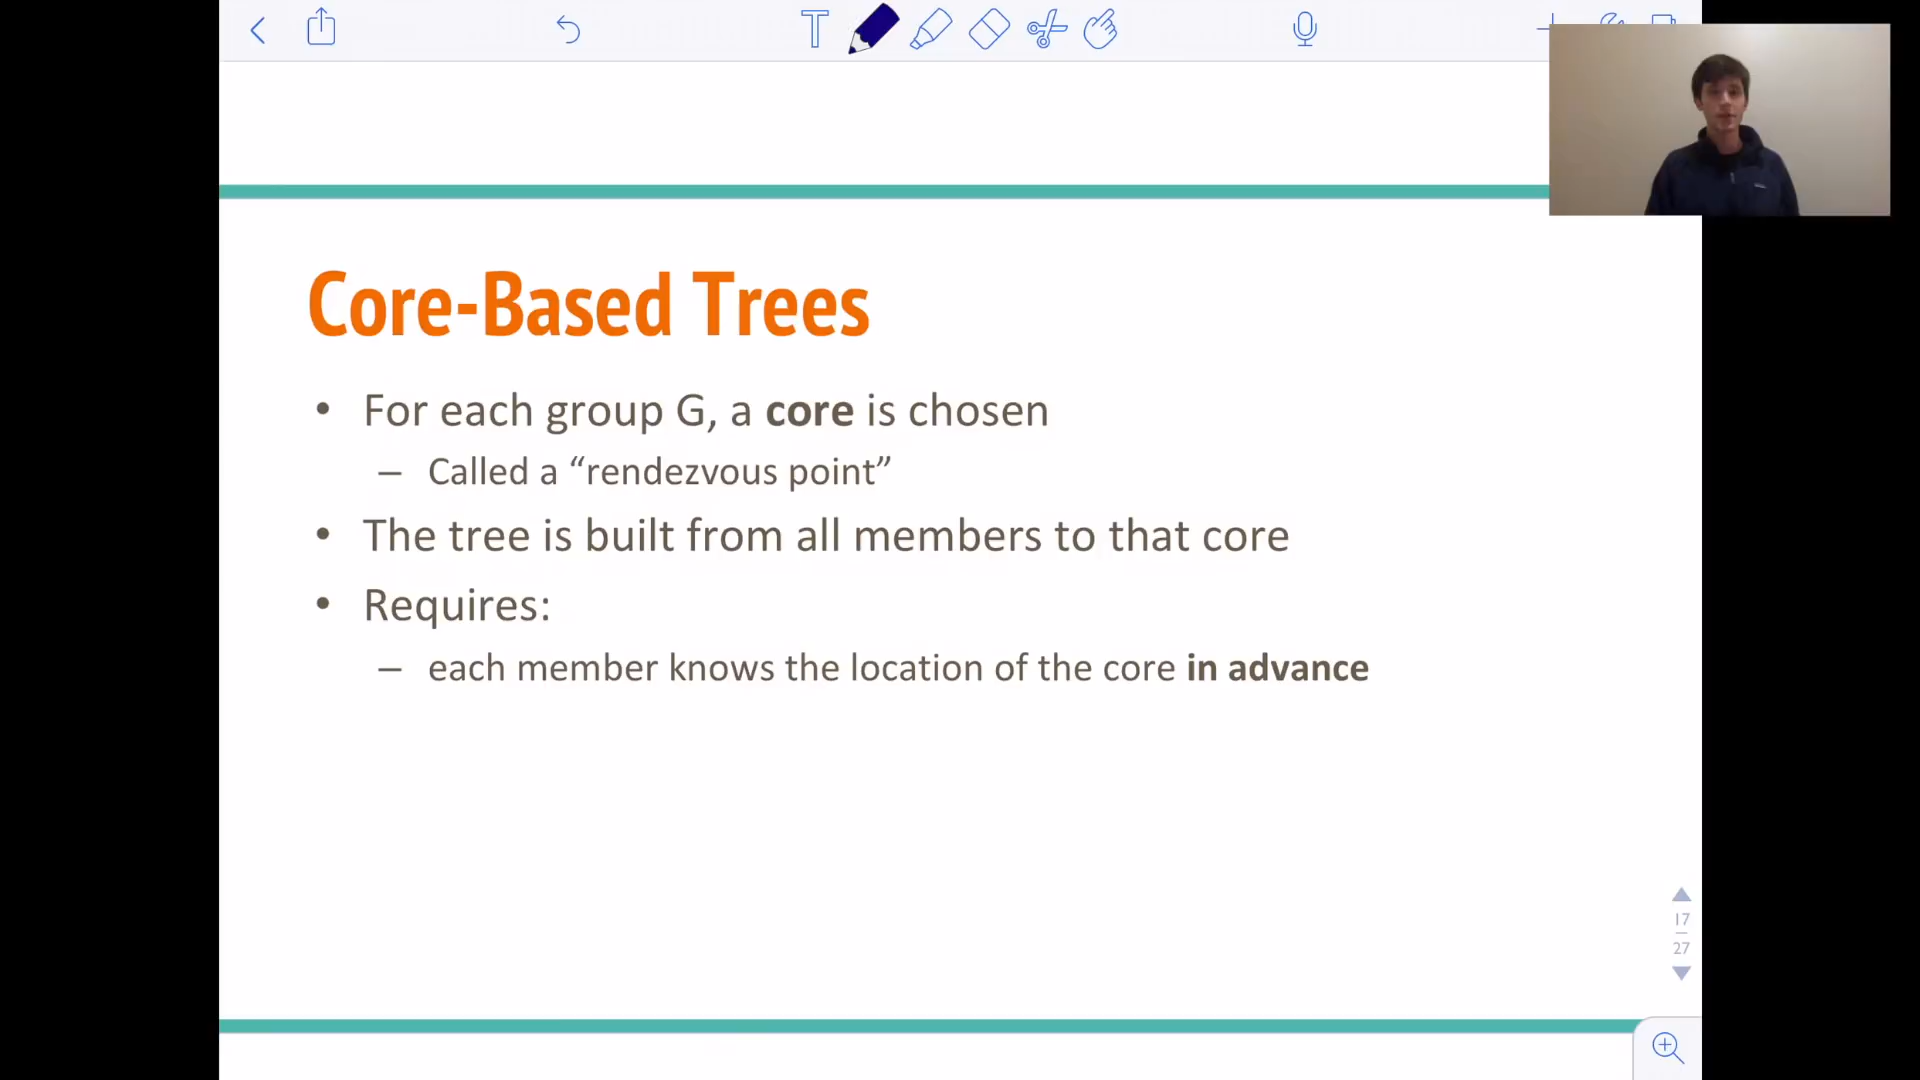 Core-Based Trees
• For each group G, a core is chosen
– Called a “rendezvous point”
• The tree is built from all members to that core
• Requires:
– each member knows the location of the core in advance
17
27